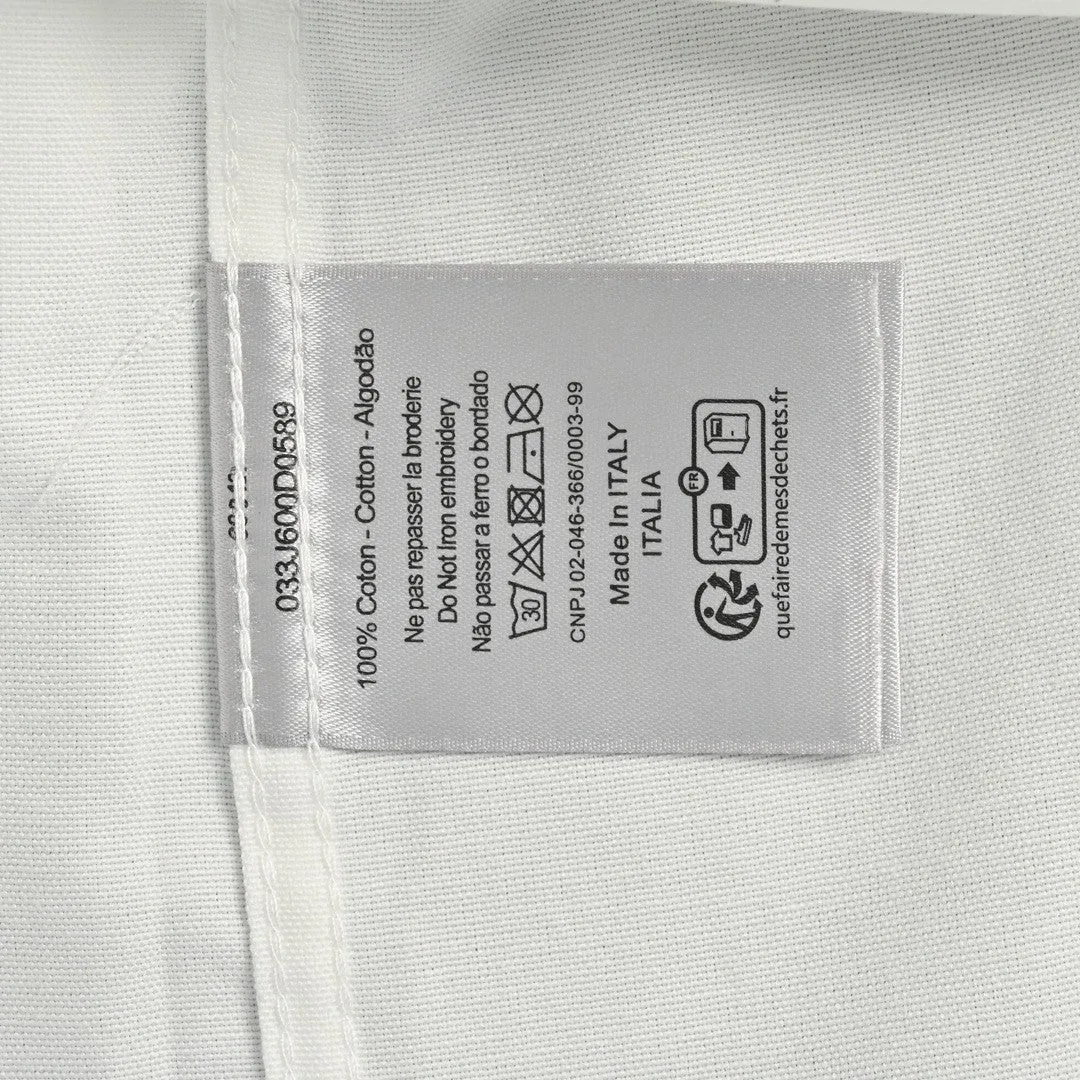 033J600D0589
100% Coton - Cotton - Algodão
Ne pas repasser la broderie
Do Not Iron embroidery
Não passar a ferro o bordado
30
CNPJ 02-046-366/0003-99
Made In ITALY
ITALIA
FR
quefairedemesdechets.fr